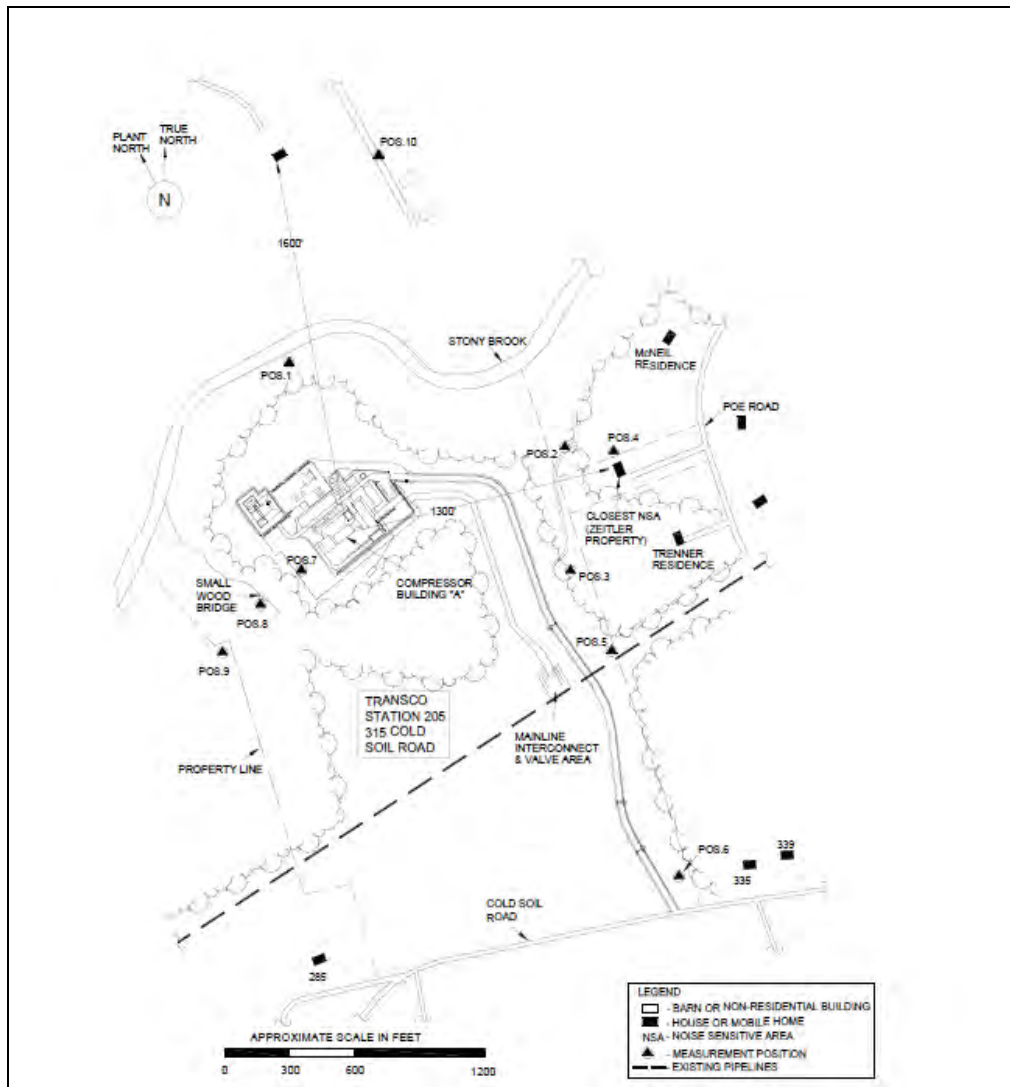 PLANT
NORTH
TRUE
NORTH
N
POS.10
1600'
STONY BROOK
McNEIL
RESIDENCE
POS.1
POE ROAD
POS.2
POS.4
1300'
CLOSEST NSA
(ZEITLER
PROPERTY)
TRENNER
RESIDENCE
POS.7
POS.3
SMALL
WOOD
BRIDGE
COMPRESSOR
BUILDING "A"
POS.8
POS.5
POS.9
TRANSCO
STATION 205
315 COLD
SOIL ROAD
MAINLINE
INTERCONNECT
& VALVE AREA
PROPERTY LINE
POS.6
339
335
COLD SOIL
ROAD
285
LEGEND
- BARN OR NON-RESIDENTIAL BUILDING
- HOUSE OR MOBILE HOME
NSA - NOISE SENSITIVE AREA
- MEASUREMENT POSITION
- EXISTING PIPELINES
APPROXIMATE SCALE IN FEET
0 300 600 1200